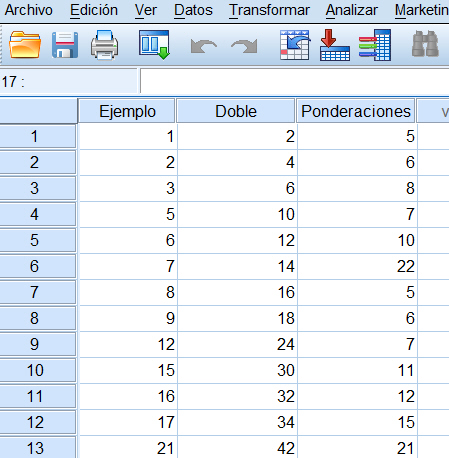 Archivo Edición Ver Datos Transformar Analizar Marketin
17 :
Ejemplo Doble Ponderaciones v
1 1 2 5
2 2 4 6
3 3 6 8
4 5 10 7
5 6 12 10
6 7 14 22
7 8 16 5
8 9 18 6
9 12 24 7
10 15 30 11
11 16 32 12
12 17 34 15
13 21 42 21